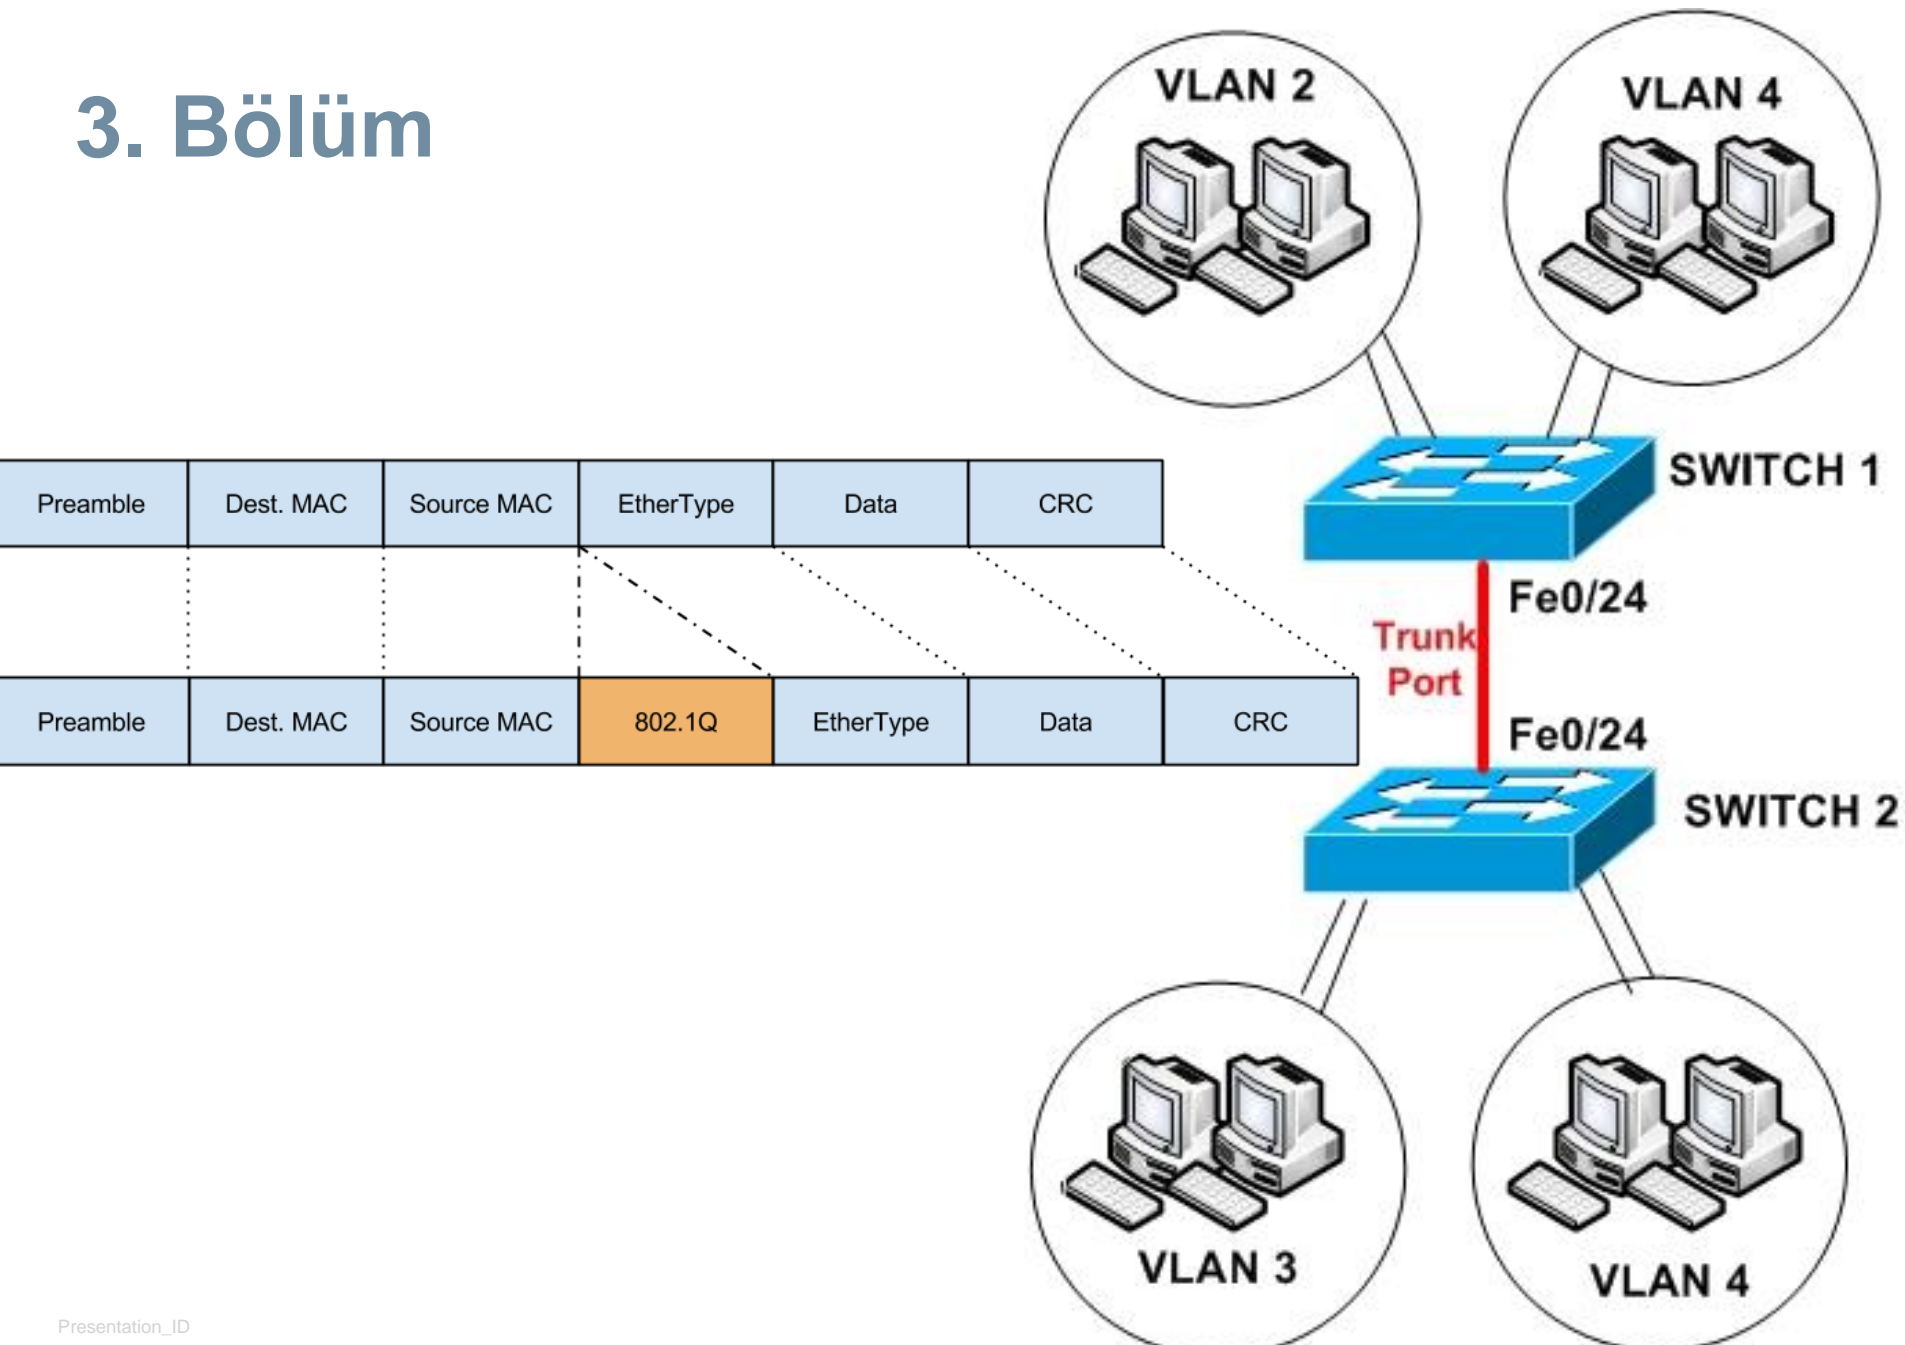 3. Bölüm
VLAN 2
VLAN 4
SWITCH 1
Preamble
Dest. MAC
Source MAC
EtherType
Data
CRC
Fe0/24
Trunk
Port
Preamble
Dest. MAC
Source MAC
802.1Q
EtherType
Data
CRC
Fe0/24
SWITCH 2
VLAN 3
VLAN 4
Presentation_ID